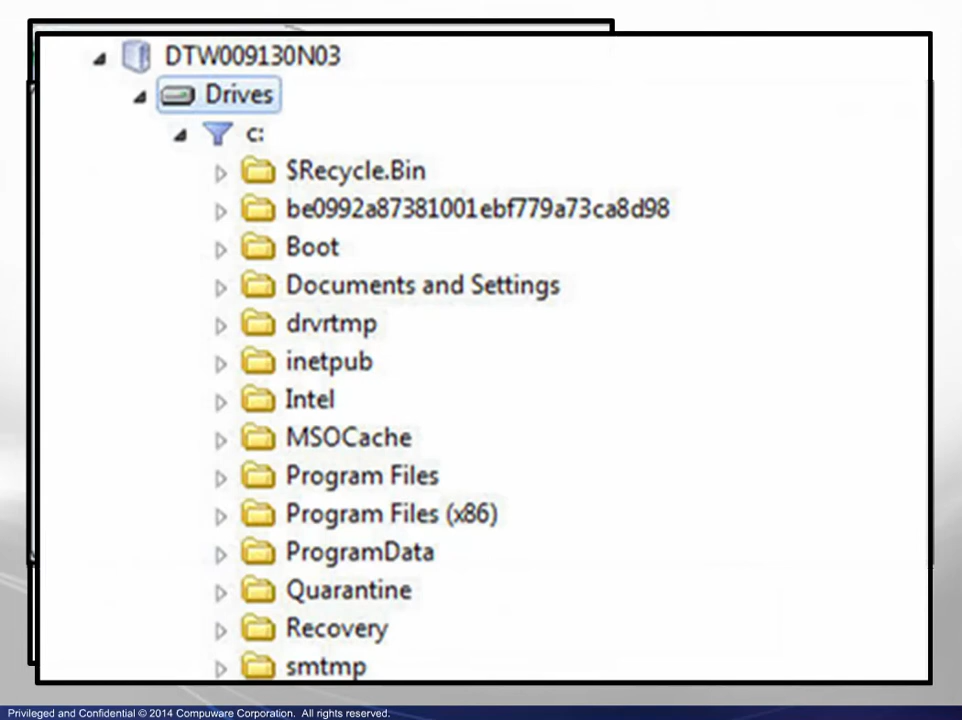 DTW009130N03
Drives
c:
$Recycle.Bin
be0992a87381001ebf779a73ca8d98
Boot
Documents and Settings
drvrtmp
inetpub
Intel
MSOCache
Program Files
Program Files (x86)
ProgramData
Quarantine
Recovery
smtmp
Privileged and Confidential © 2014 Compuware Corporation. All rights reserved.